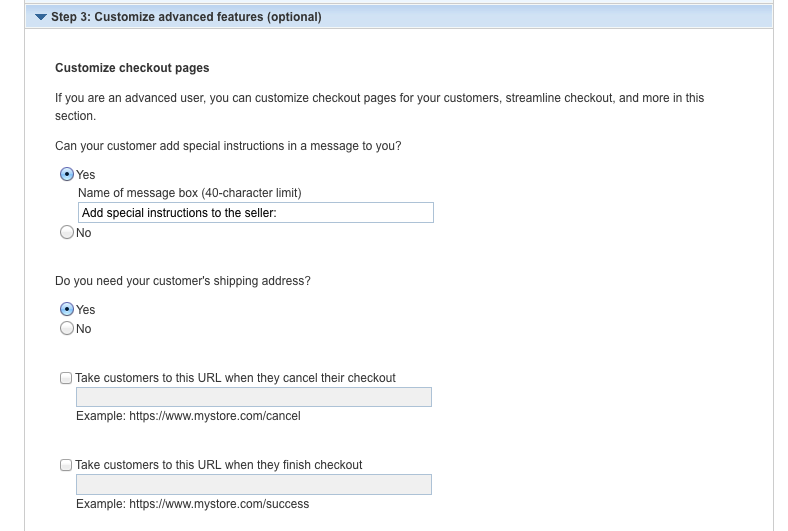 Step 3: Customize advanced features (optional)
Customize checkout pages
If you are an advanced user, you can customize checkout pages for your customers, streamline checkout, and more in this
section.
Can your customer add special instructions in a message to you?
Yes
Name of message box (40-character limit)
Add special instructions to the seller:
No
Do you need your customer's shipping address?
Yes
No
Take customers to this URL when they cancel their checkout
Example: https://www.mystore.com/cancel
Take customers to this URL when they finish checkout
Example: https://www.mystore.com/success